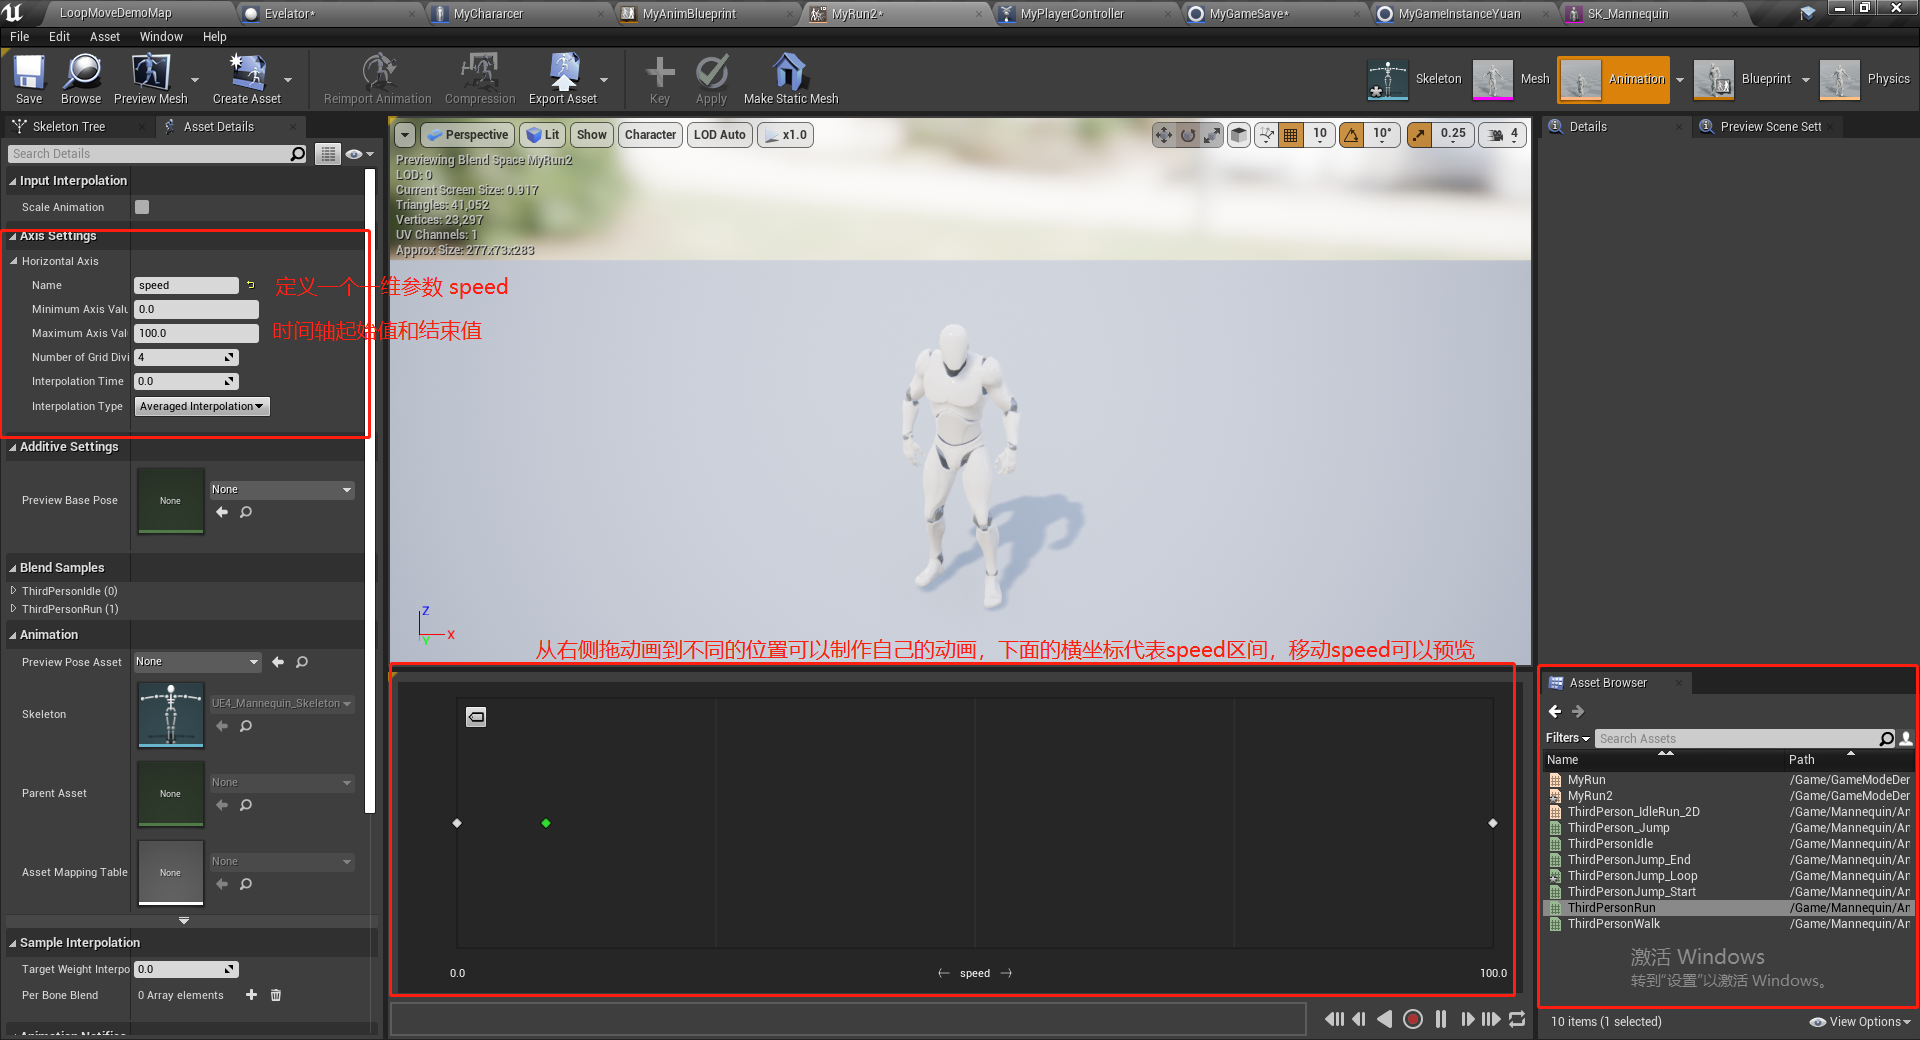 LoopMoveDemoMap
Evelator*
MyChararcer
MyAnimBlueprint
MyRun2*
MyPlayerController
MyGameSave*
MyGameInstanceYuan
SK_Mannequin
File Edit Asset Window Help
Save
Browse
Preview Mesh
Create Asset
Reimport Animation
Compression
Export Asset
Key
Apply
Make Static Mesh
Skeleton
Mesh
Animation
Blueprint
Physics
Skeleton Tree
Asset Details
Search Details
Input Interpolation
Scale Animation
Axis Settings
Horizontal Axis
Name speed
Minimum Axis Valu 0.0
Maximum Axis Val 100.0
Number of Grid Divi 4
Interpolation Time 0.0
Interpolation Type Averaged Interpolation
定义一个一维参数 speed
时间轴起始值和结束值
Additive Settings
Preview Base Pose None None
Blend Samples
ThirdPersonIdle (0)
ThirdPersonRun (1)
Animation
Preview Pose Asset None
Skeleton UE4_Mannequin_Skeleton
Parent Asset None None
Asset Mapping Table None None
Sample Interpolation
Target Weight Interpo 0.0
Per Bone Blend 0 Array elements
Perspective Lit Show Character LOD Auto x1.0
10 10° 0.25 4
Previewing Blend Space MyRun2
LOD: 0
Current Screen Size: 0.917
Triangles: 41,052
Vertices: 23,297
UV Channels: 1
Approx Size: 277x73x283
Z
X
Y
从右侧拖动画到不同的位置可以制作自己的动画，下面的横坐标代表speed区间，移动speed可以预览
0.0 speed 100.0
Details
Preview Scene Sett
Asset Browser
Filters Search Assets
Name Path
MyRun /Game/GameModeDer
MyRun2 /Game/GameModeDer
ThirdPerson_IdleRun_2D /Game/Mannequin/Ar
ThirdPerson_Jump /Game/Mannequin/Ar
ThirdPersonIdle /Game/Mannequin/Ar
ThirdPersonJump_End /Game/Mannequin/Ar
ThirdPersonJump_Loop /Game/Mannequin/Ar
ThirdPersonJump_Start /Game/Mannequin/Ar
ThirdPersonRun /Game/Mannequin/Ar
ThirdPersonWalk /Game/Mannequin/Ar
激活 Windows
转到“设置”以激活 Windows。
10 items (1 selected) View Options